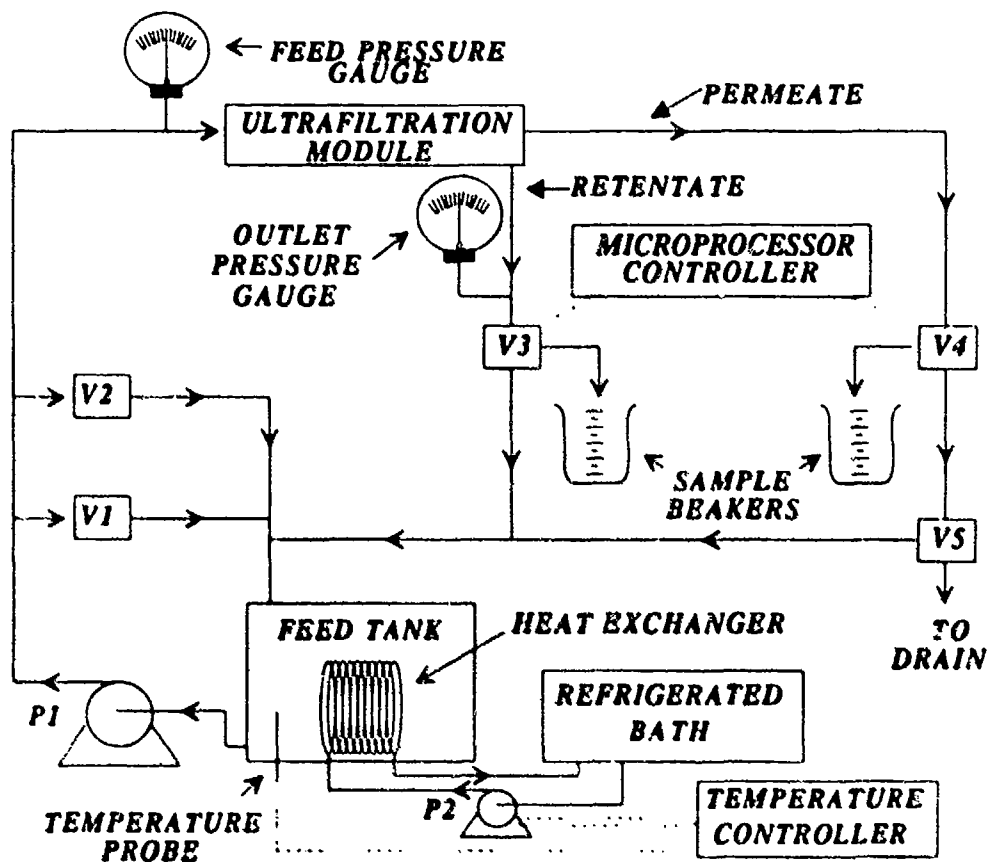 FEED PRESSURE
GAUGE
PERMEATE
ULTRAFILTRATION
MODULE
RETENTATE
OUTLET
PRESSURE
GAUGE
MICROPROCESSOR
CONTROLLER
V3
V4
V2
SAMPLE
BEAKERS
V1
V5
FEED TANK
HEAT EXCHANGER
TO
DRAIN
P1
REFRIGERATED
BATH
P2
TEMPERATURE
PROBE
TEMPERATURE
CONTROLLER